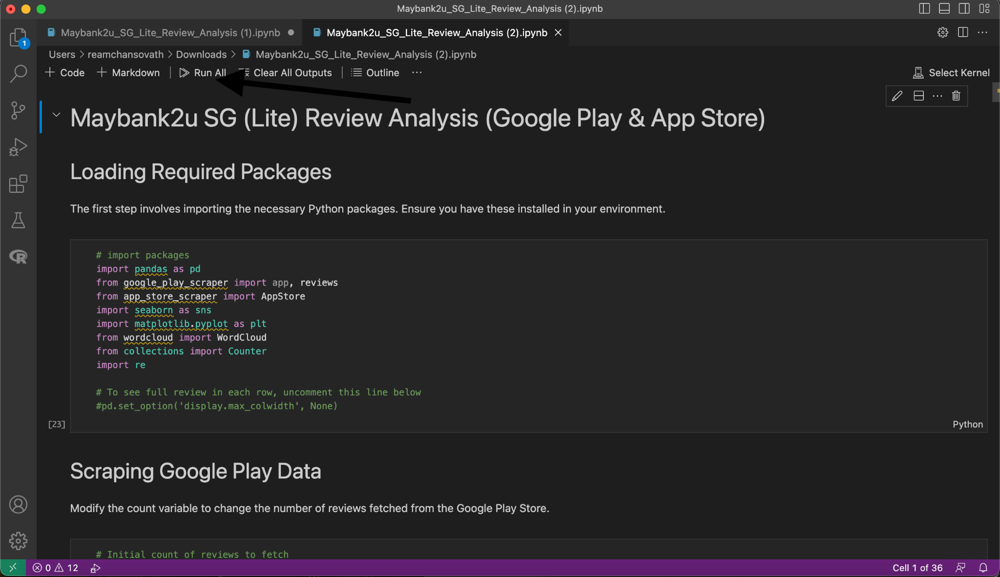 Maybank2u_SG_Lite_Review_Analysis (2).ipynb
Maybank2u_SG_Lite_Review_Analysis (1).ipynb
Maybank2u_SG_Lite_Review_Analysis (2).ipynb
1
Users > reamchansovath > Downloads > Maybank2u_SG_Lite_Review_Analysis (2).ipynb
+ Code + Markdown | Run All Clear All Outputs | Outline ...
Select Kernel
Maybank2u SG (Lite) Review Analysis (Google Play & App Store)
Loading Required Packages
The first step involves importing the necessary Python packages. Ensure you have these installed in your environment.
# import packages
import pandas as pd
from google_play_scraper import app, reviews
from app_store_scraper import AppStore
import seaborn as sns
import matplotlib.pyplot as plt
from wordcloud import WordCloud
from collections import Counter
import re
# To see full review in each row, uncomment this line below
#pd.set_option('display.max_colwidth', None)
[23]
Python
Scraping Google Play Data
Modify the count variable to change the number of reviews fetched from the Google Play Store.
# Initial count of reviews to fetch
0 12
Cell 1 of 36